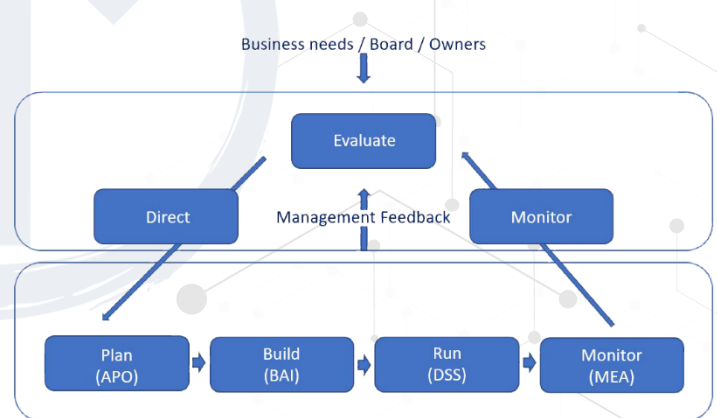 Business needs / Board / Owners
Evaluate
Direct
Management Feedback
Monitor
Plan
(APO)
Build
(BAI)
Run
(DSS)
Monitor
(MEA)